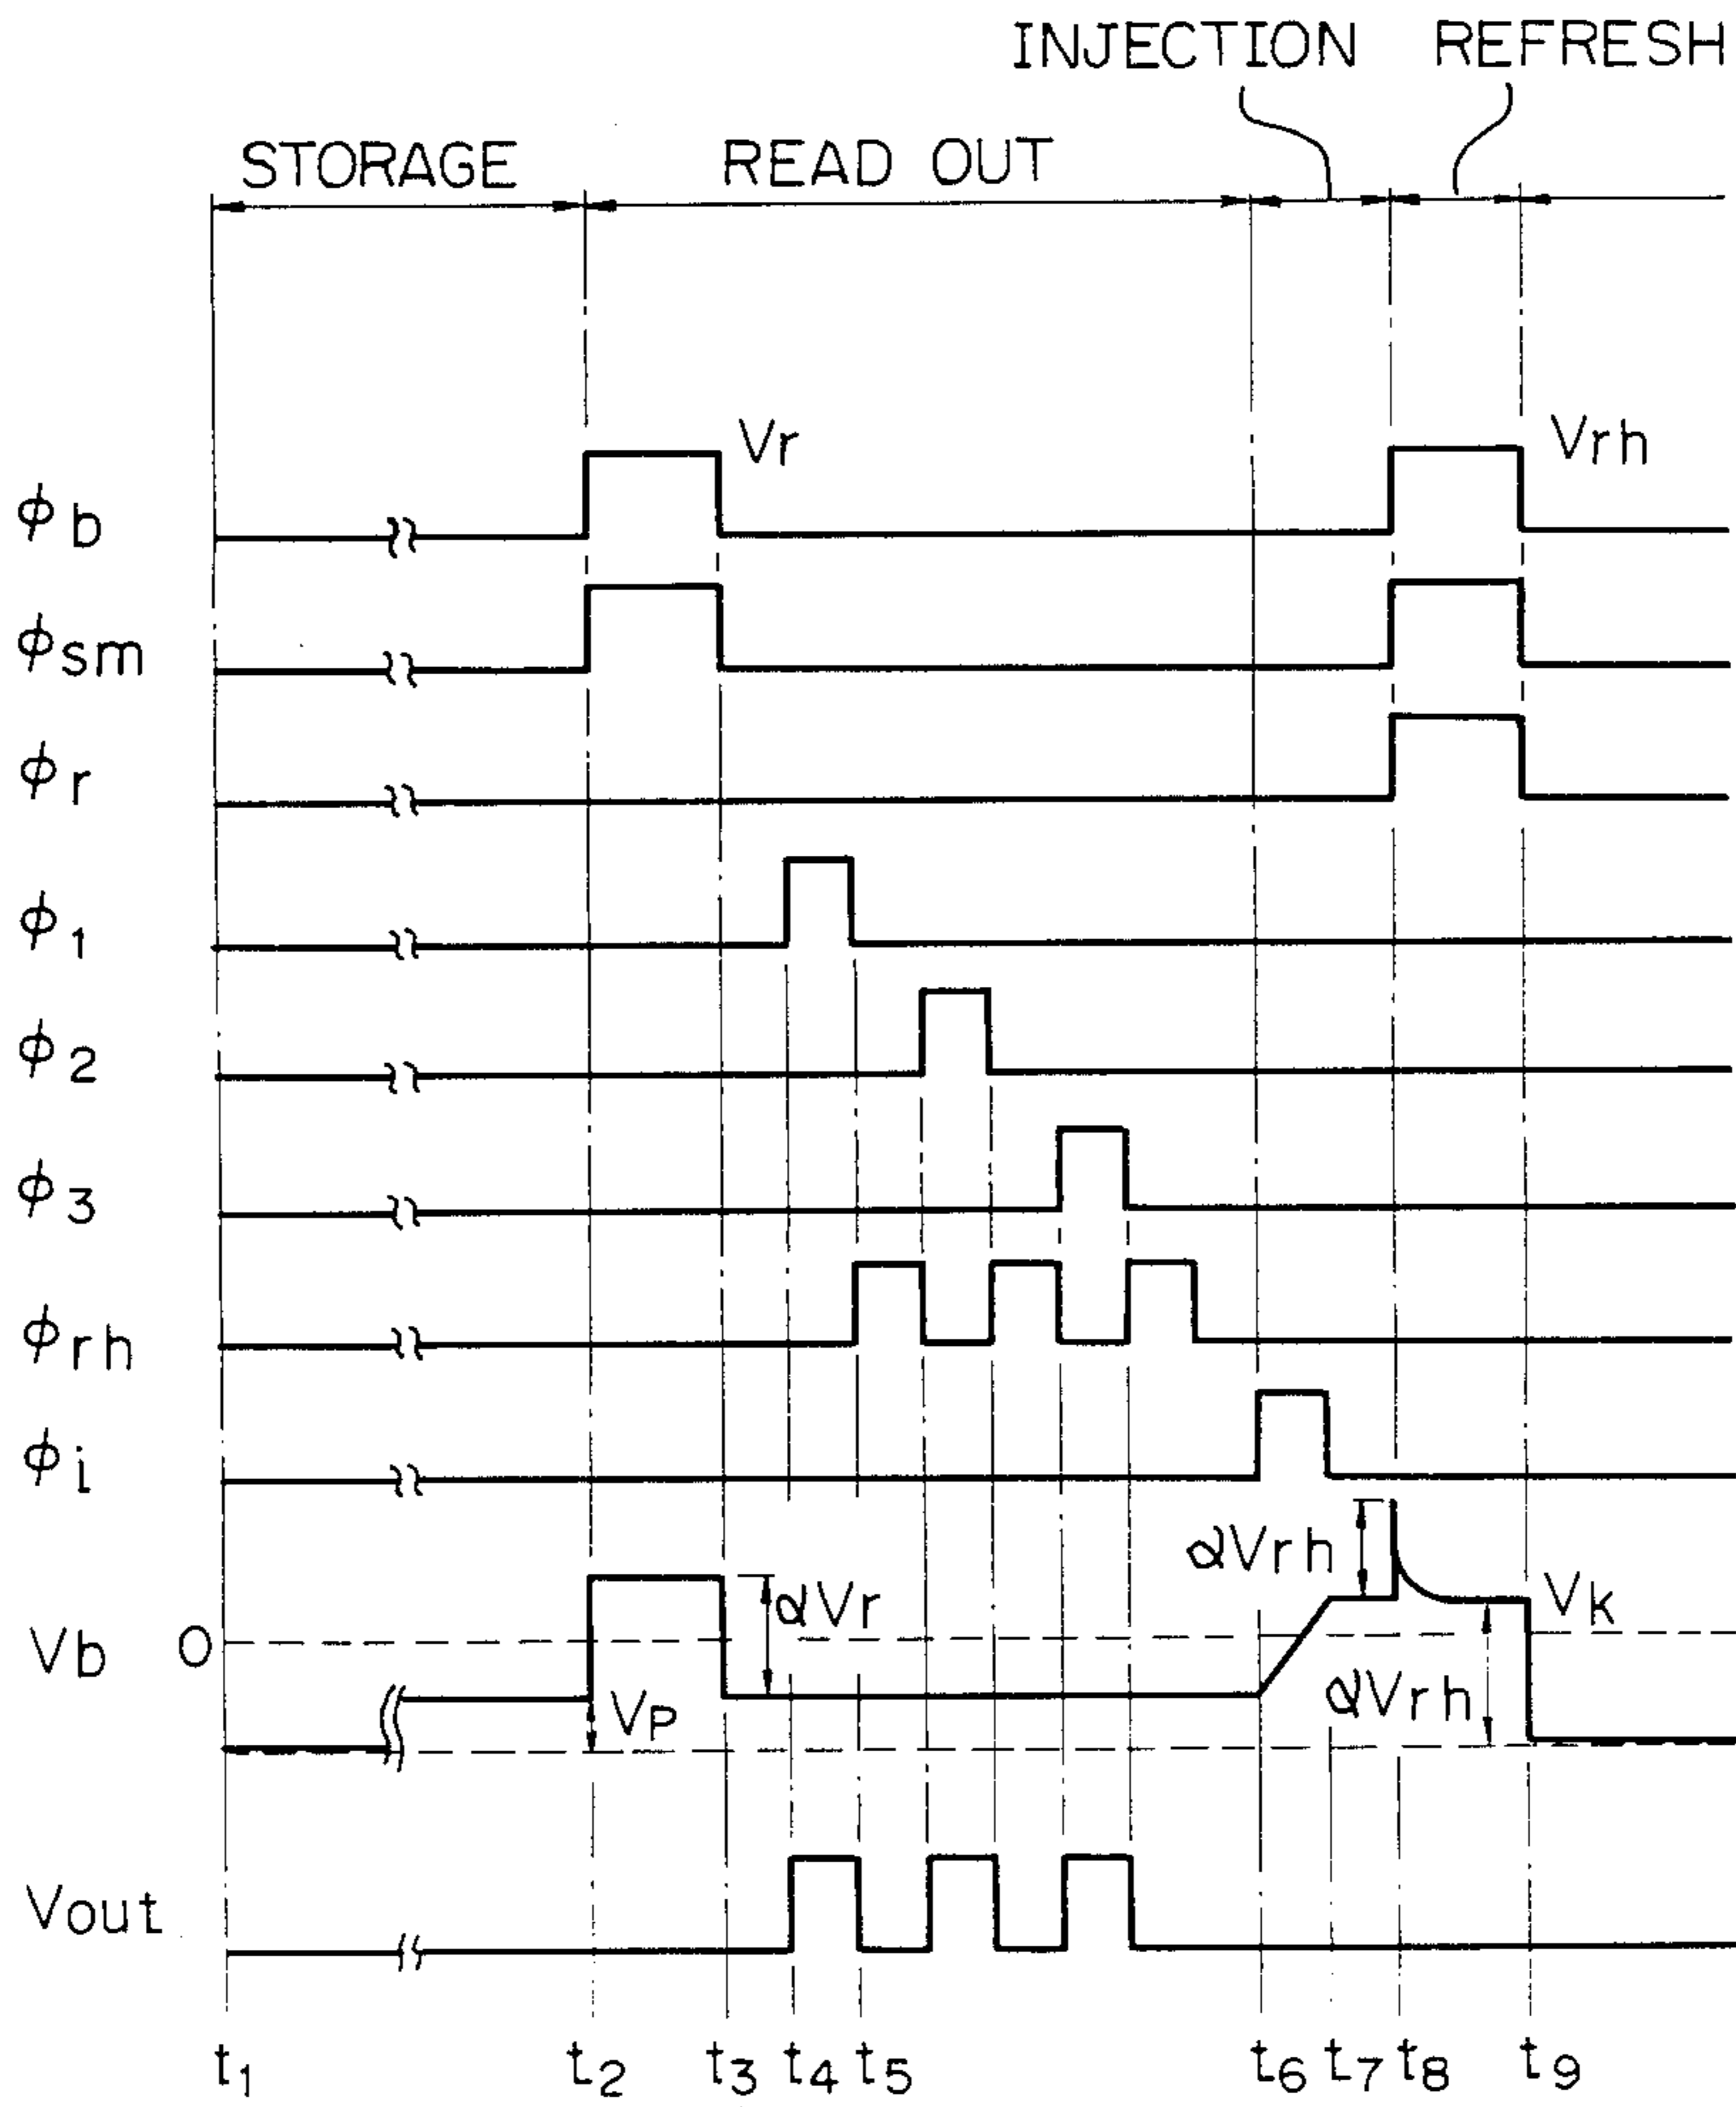 INJECTION REFRESH
STORAGE READ OUT
Vr Vrh
ϕb
ϕsm
ϕr
ϕ1
ϕ2
ϕ3
ϕrh
ϕi
αVrh
αVr Vk
Vb 0
Vp αVrh
Vout
t1 t2 t3 t4 t5 t6 t7 t8 t9